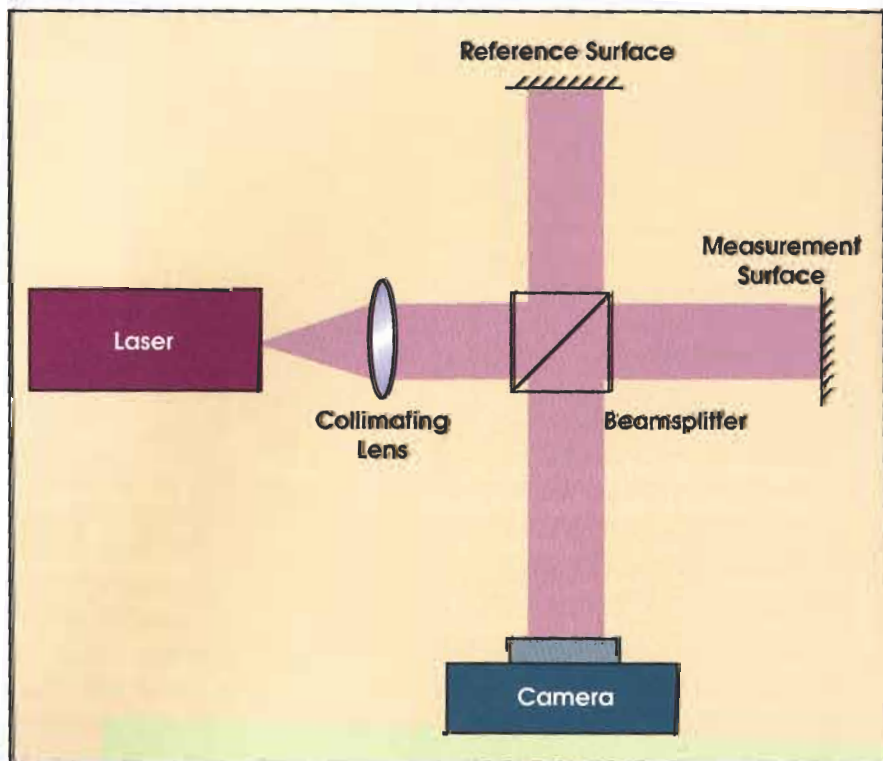 Reference Surface
Measurement
Surface
Laser
Collimating
Lens
Beamsplitter
Camera